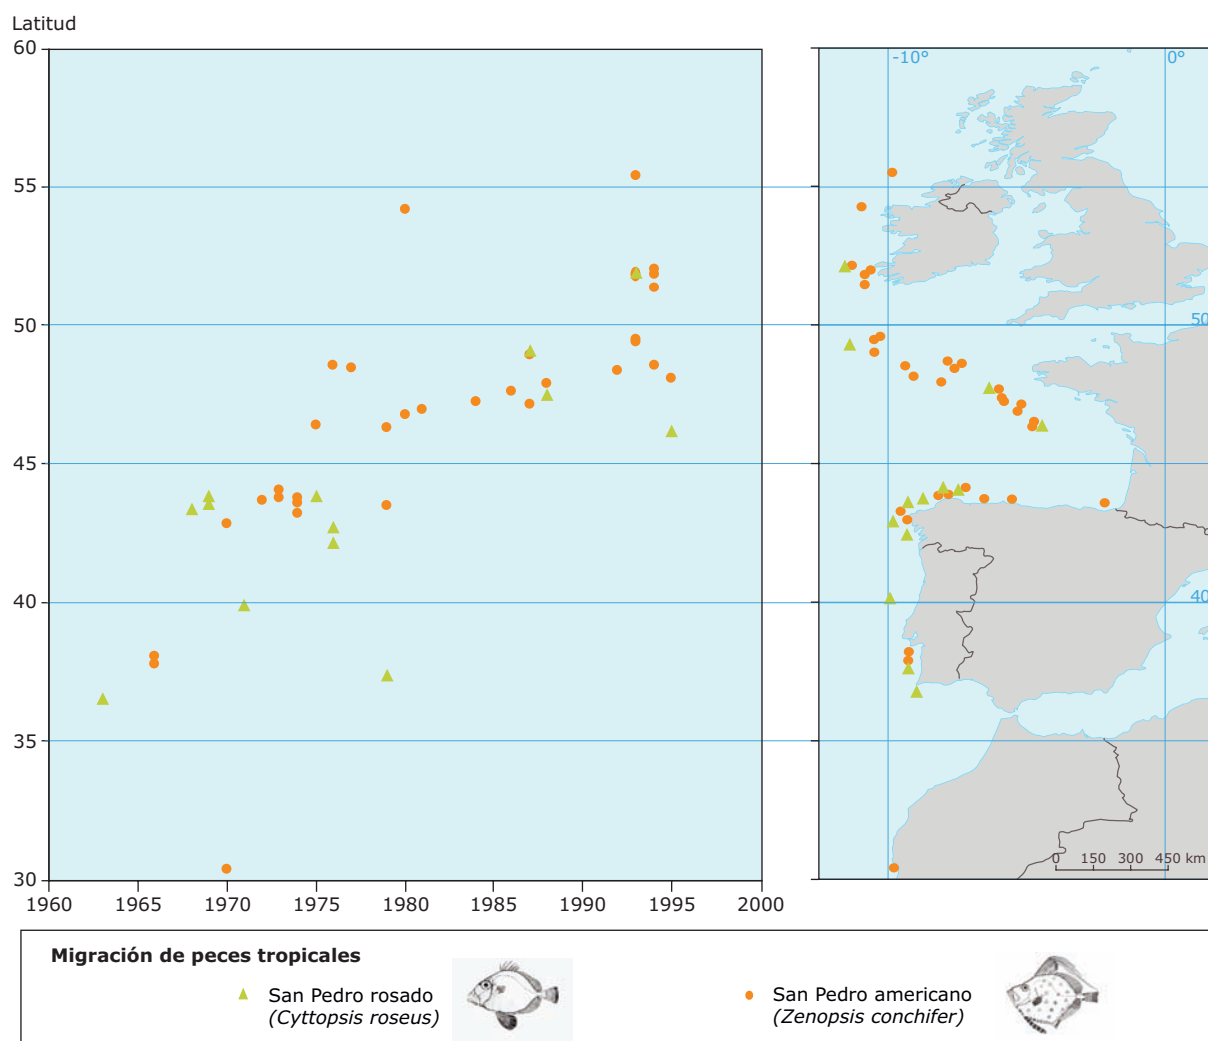 Latitud
60
55
50
45
40
35
30
1960 1965 1970 1975 1980 1985 1990 1995 2000
-10° 0°
50
40
0 150 300 450 km
Migración de peces tropicales
San Pedro rosado
(Cyttopsis roseus)
San Pedro americano
(Zenopsis conchifer)